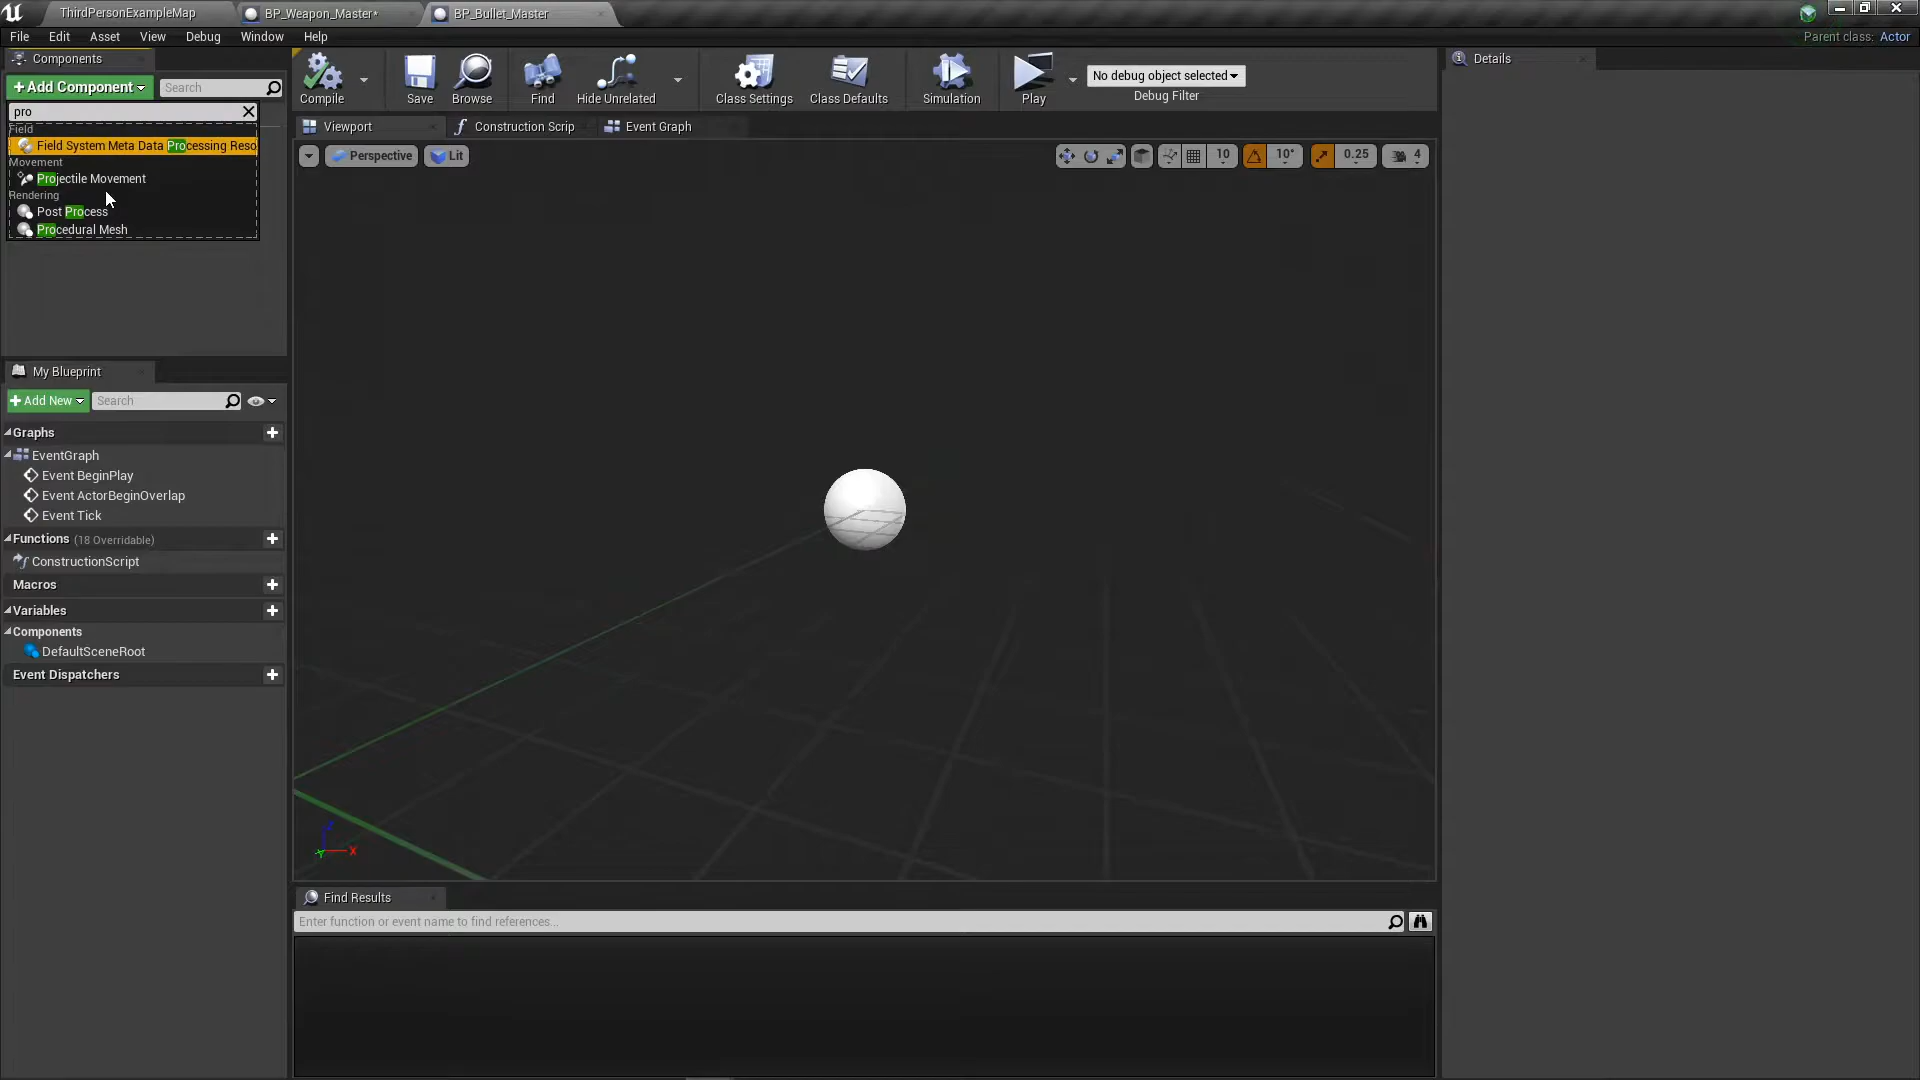 ThirdPersonExampleMap
BP_Weapon_Master*
BP_Bullet_Master
File Edit Asset View Debug Window Help
Parent class: Actor
Components
+Add Component
Search
pro
Field
Field System Meta Data Processing Reso
Movement
Projectile Movement
Rendering
Post Process
Procedural Mesh
Compile
Save
Browse
Find
Hide Unrelated
Class Settings
Class Defaults
Simulation
Play
No debug object selected
Debug Filter
Details
Viewport
Construction Scrip
Event Graph
Perspective
Lit
10
10°
0.25
4
My Blueprint
+Add New
Search
Graphs
EventGraph
Event BeginPlay
Event ActorBeginOverlap
Event Tick
Functions (18 Overridable)
ConstructionScript
Macros
Variables
Components
DefaultSceneRoot
Event Dispatchers
Z
Y
X
Find Results
Enter function or event name to find references...